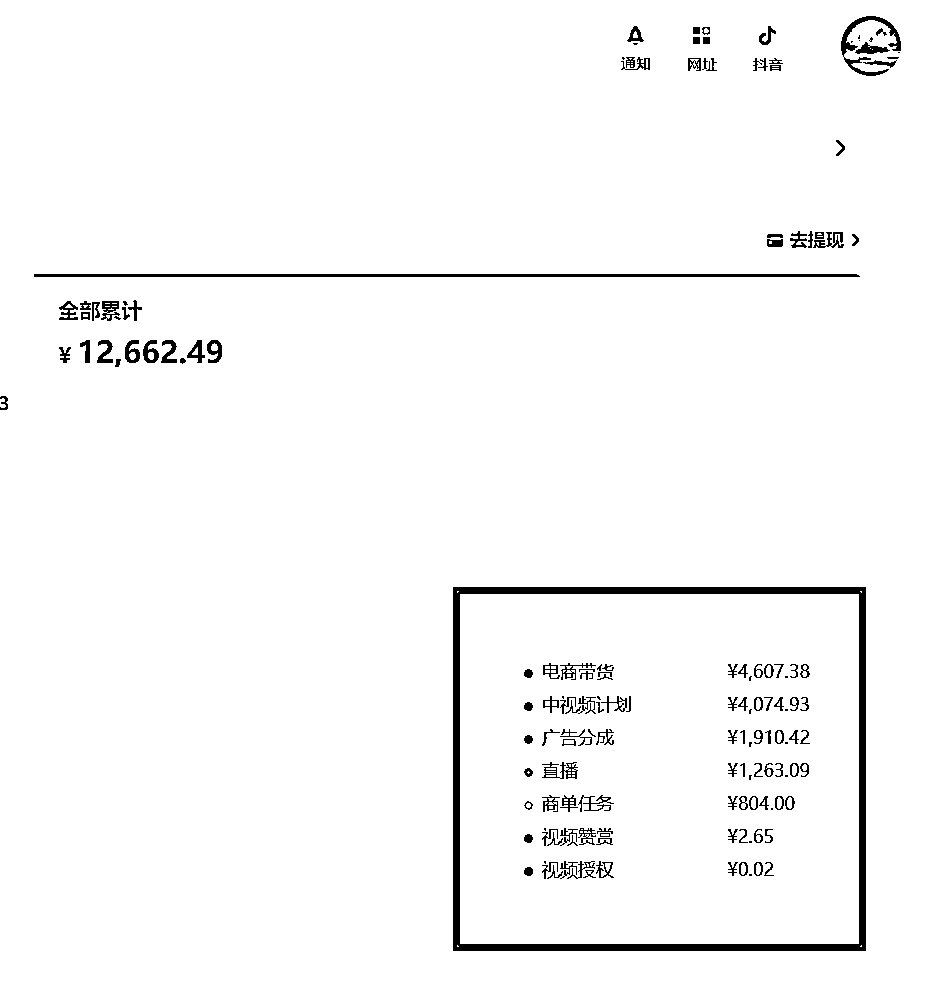 通知 网址 抖音
去提现
全部累计
¥ 12,662.49
3
电商带货 ¥4,607.38
中视频计划 ¥4,074.93
广告分成 ¥1,910.42
直播 ¥1,263.09
商单任务 ¥804.00
视频赞赏 ¥2.65
视频授权 ¥0.02